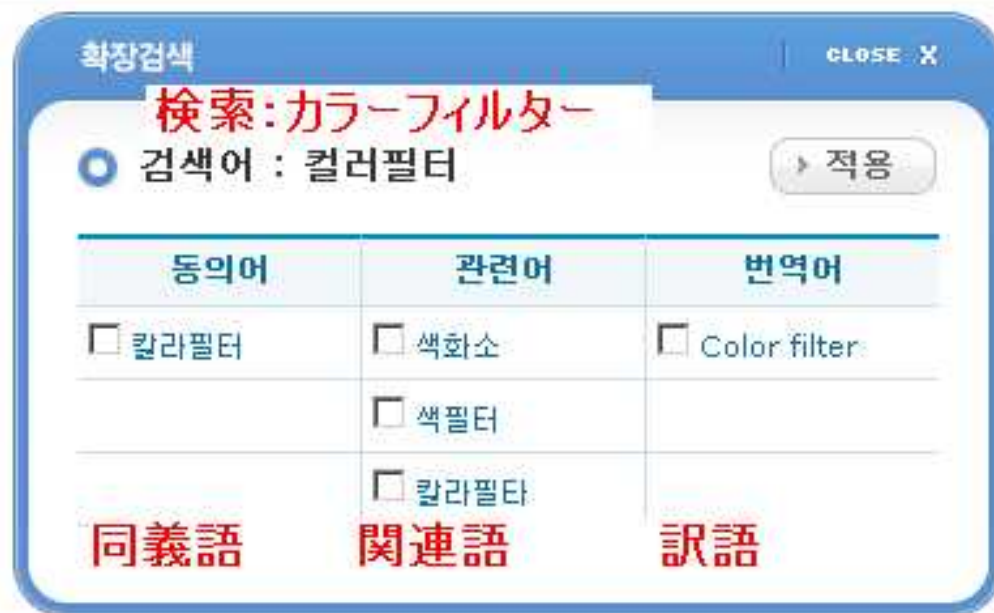 확장검색 CLOSE X
検索:カラーフィルター
검색어 : 컬러필터 적용
동의어 관련어 번역어
칼라필터 색화소 Color filter
색필터
칼라필타
同義語 関連語 訳語